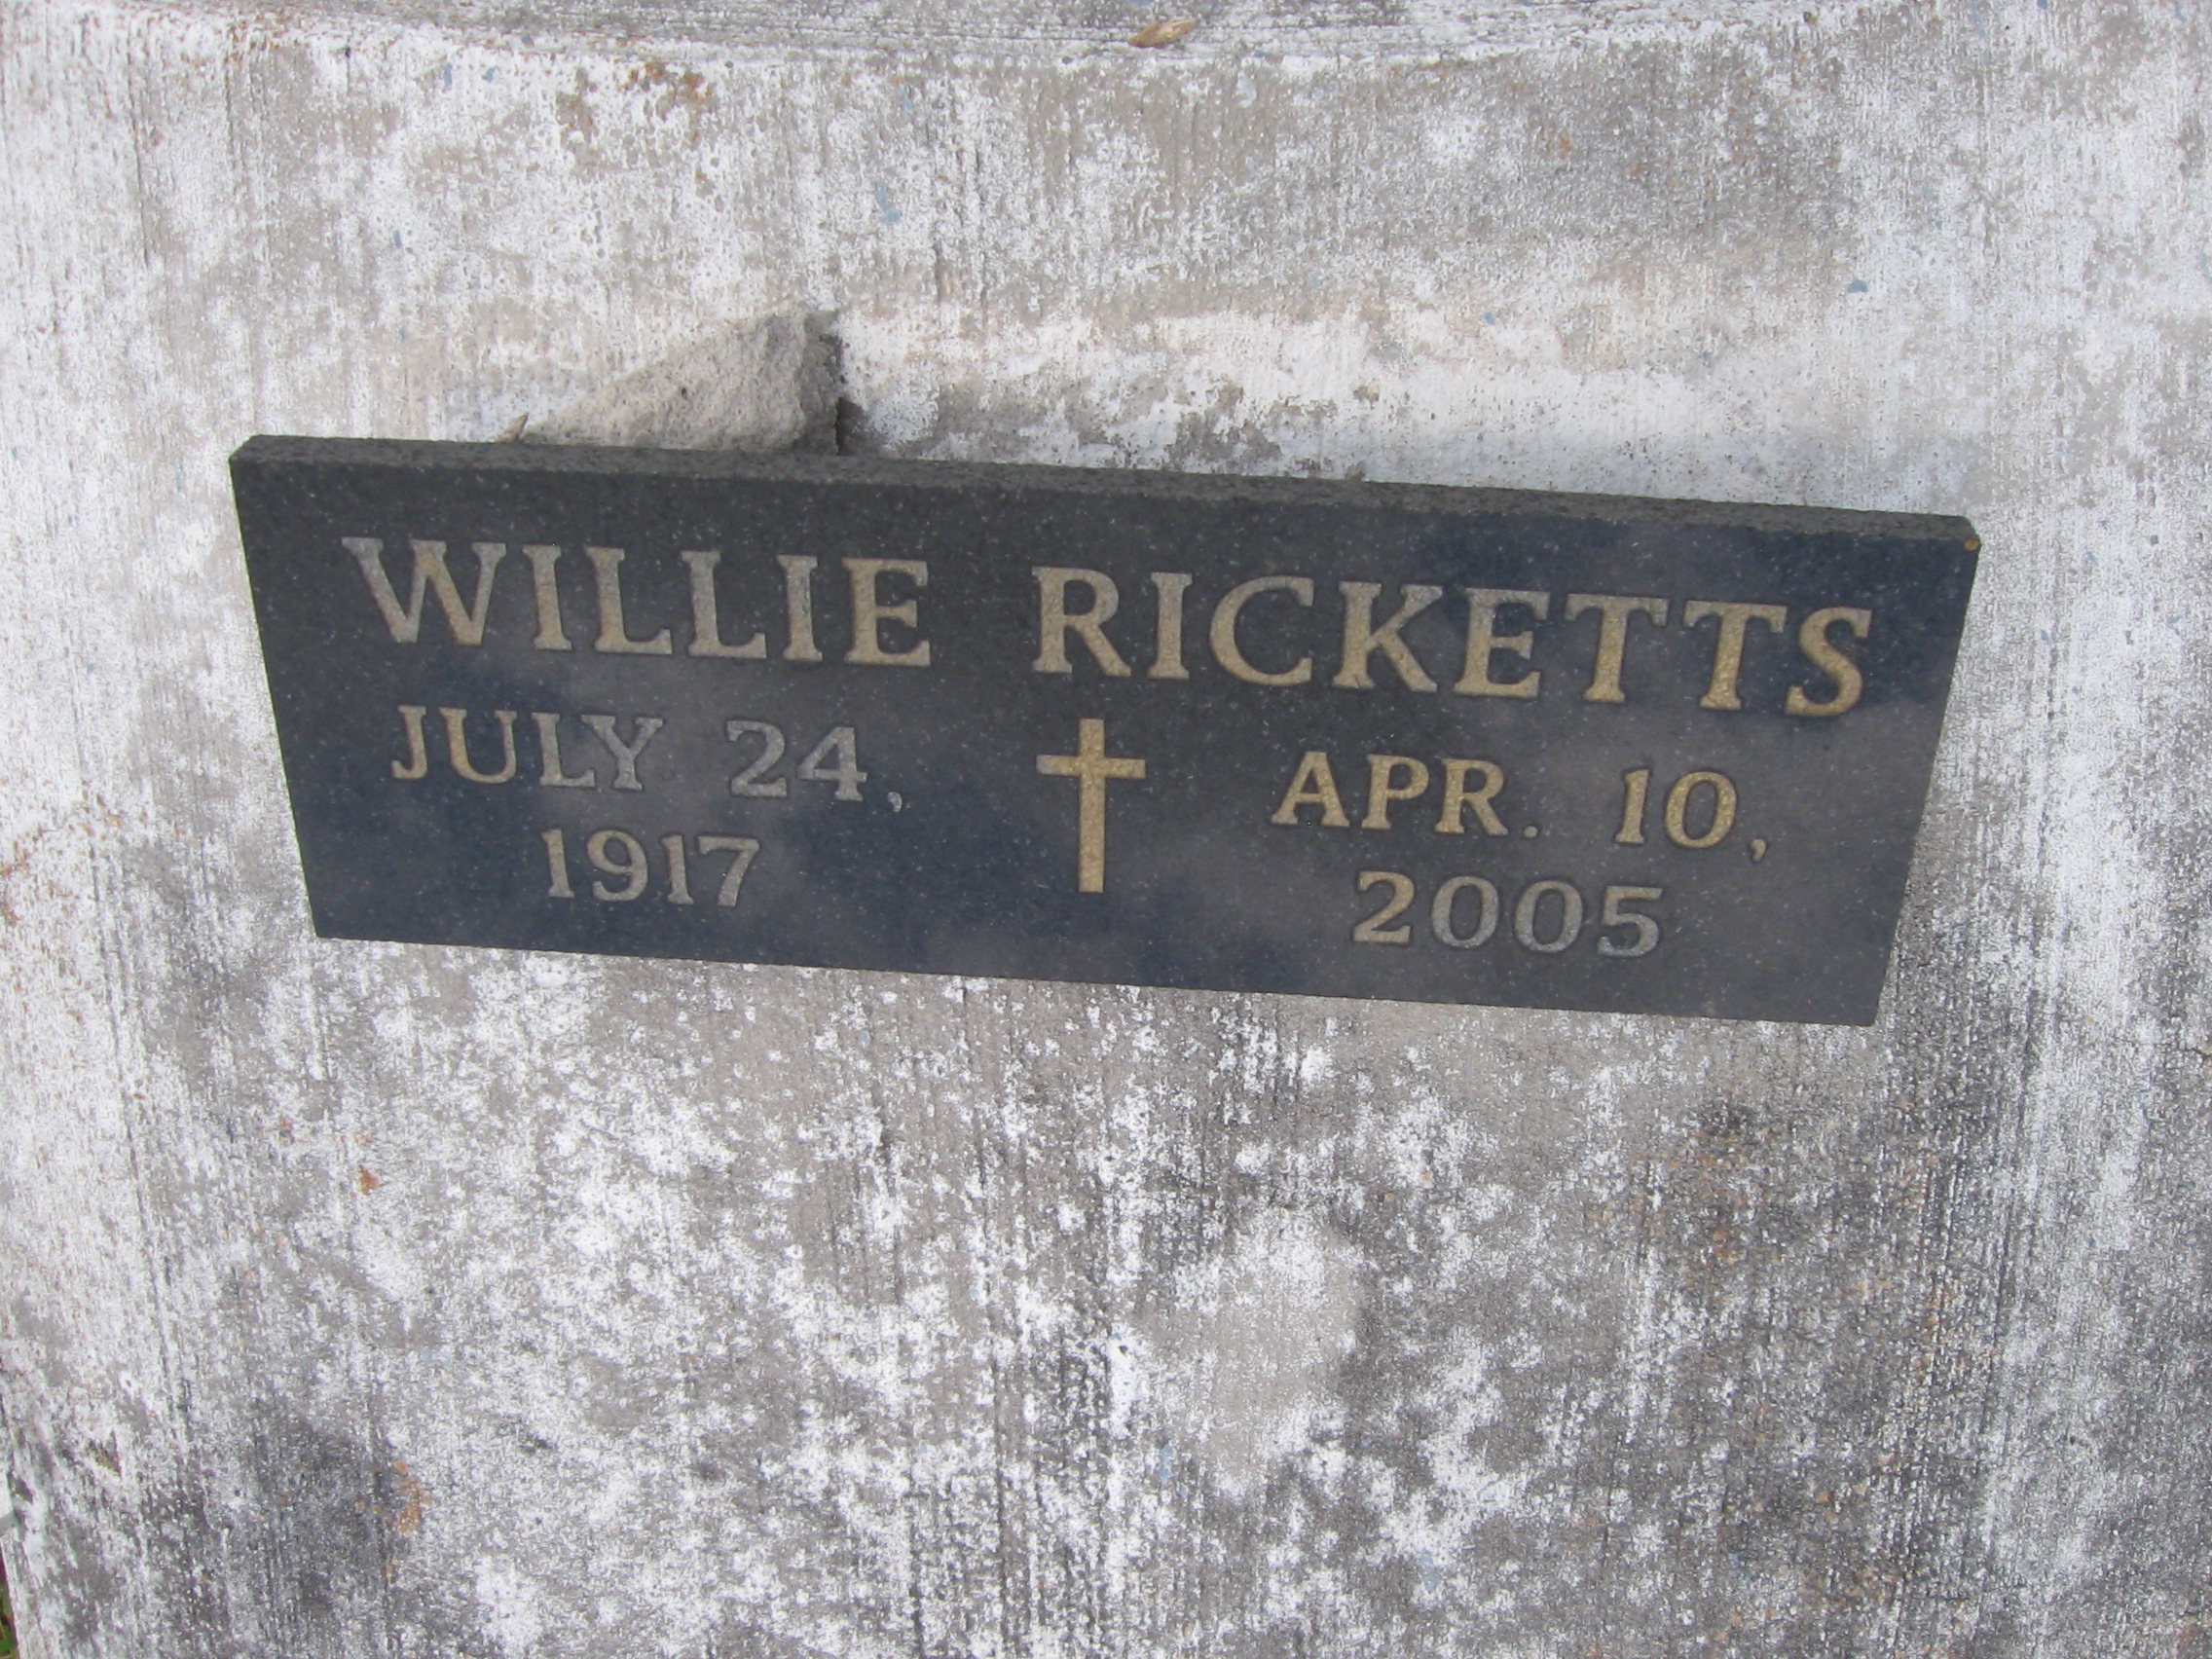 WILLIE RICKETTS
JULY 24, APR. 10,
1917 2005